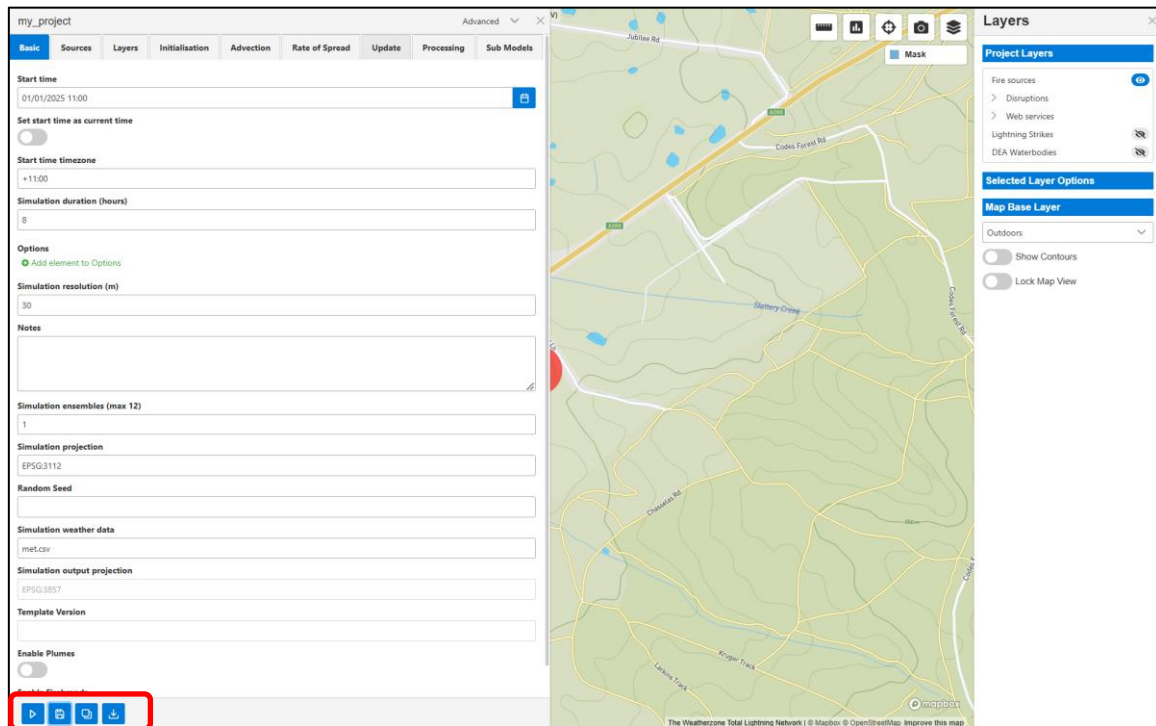 my_project
Advanced
Basic
Sources
Layers
Initialisation
Advection
Rate of Spread
Update
Processing
Sub Models
Start time
01/01/2025 11:00
Set start time as current time
Start time timezone
+11:00
Simulation duration (hours)
8
Options
Add element to Options
Simulation resolution (m)
30
Notes
Simulation ensembles (max 12)
1
Simulation projection
EPSG:3112
Random Seed
Simulation weather data
met.csv
Simulation output projection
EPSG:3857
Template Version
Enable Plumes
Jubilee Rd
Mask
A300
Codes Forest Rd
A300
Slattery Creek
Codes Forest Rd
Chasselas Rd
Kruger Track
Larkins Track
mapbox
The Weatherzone Total Lightning Network | © Mapbox © OpenStreetMap Improve this map
Layers
Project Layers
Fire sources
Disruptions
Web services
Lightning Strikes
DEA Waterbodies
Selected Layer Options
Map Base Layer
Outdoors
Show Contours
Lock Map View